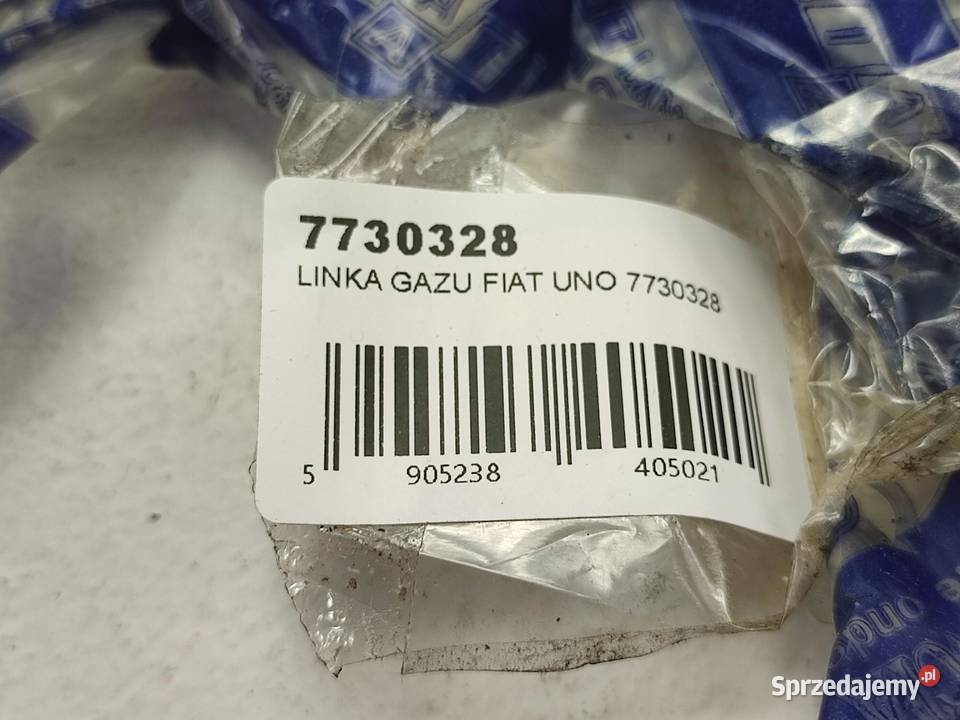 7730328
LINKA GAZU FIAT UNO 7730328
5 905238 405021
Sprzedajemy.pl